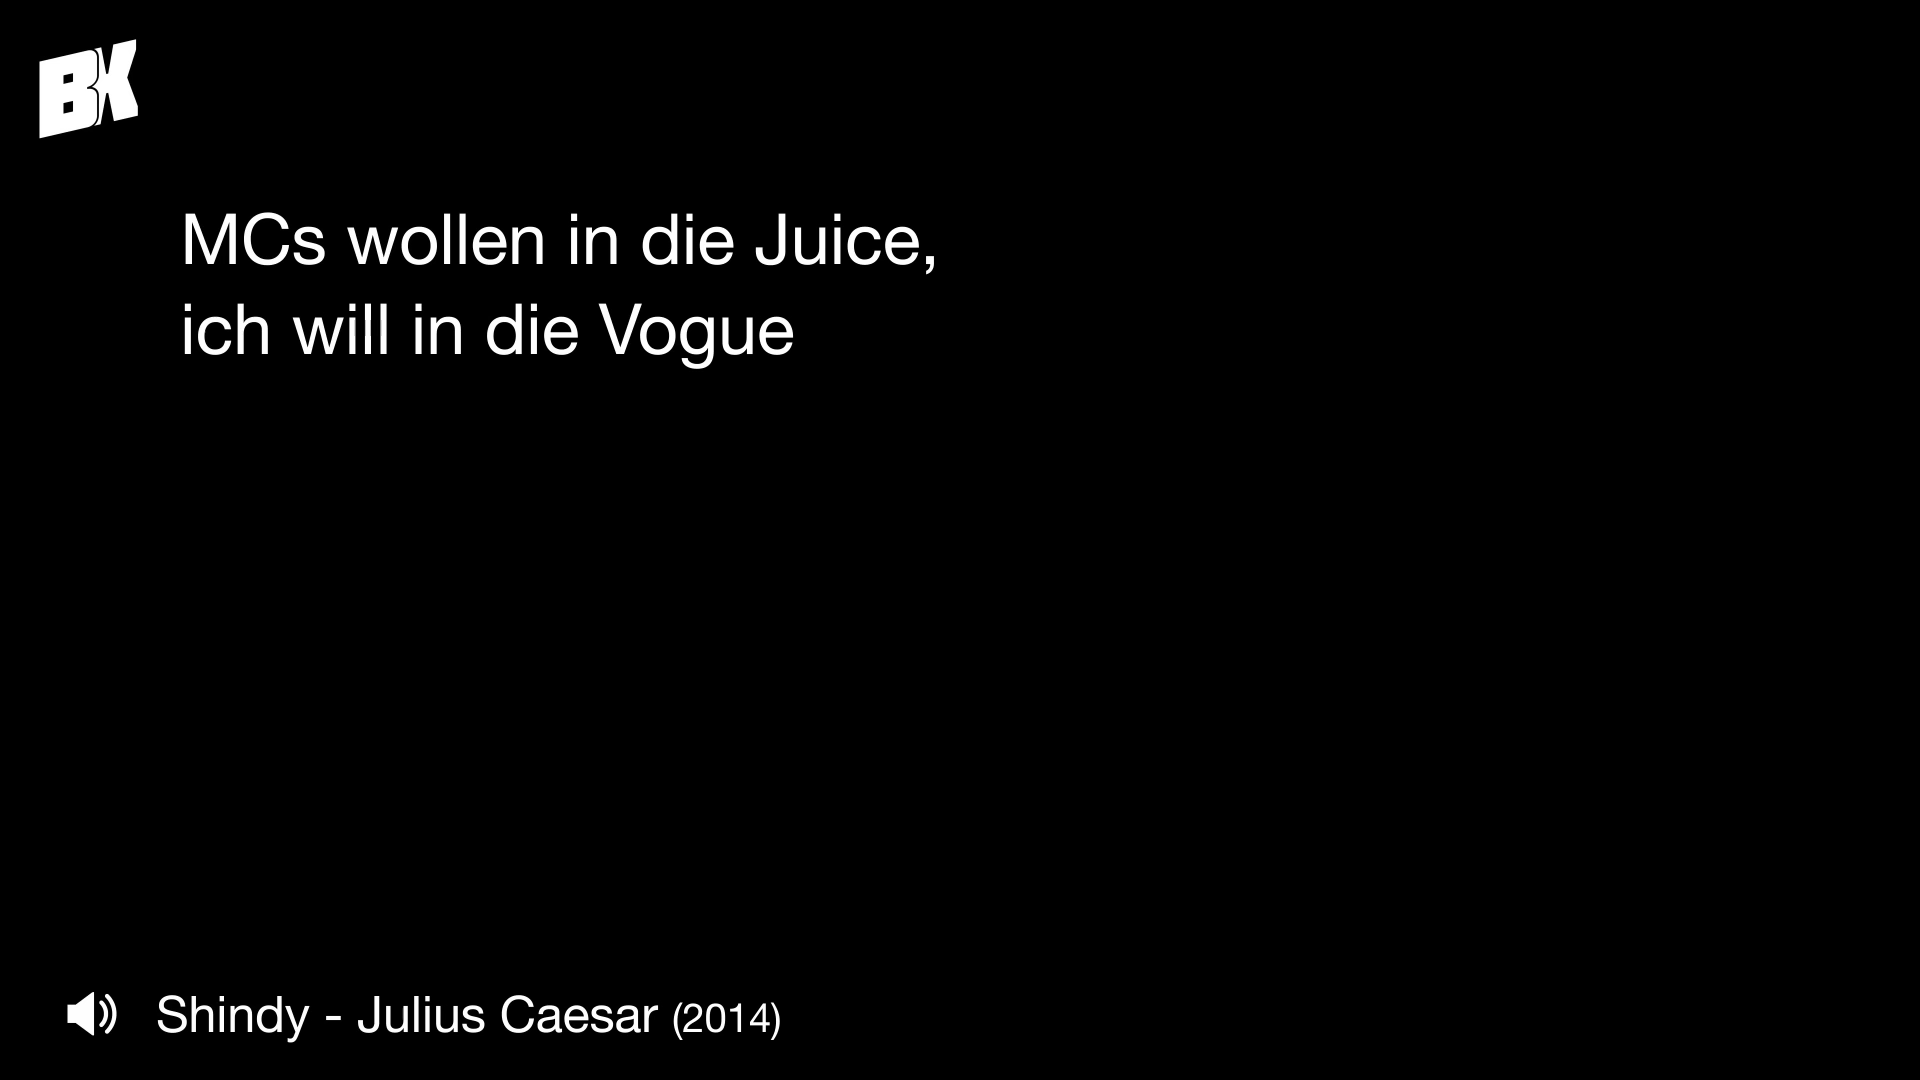 BK
MCs wollen in die Juice,
ich will in die Vogue
Shindy - Julius Caesar (2014)